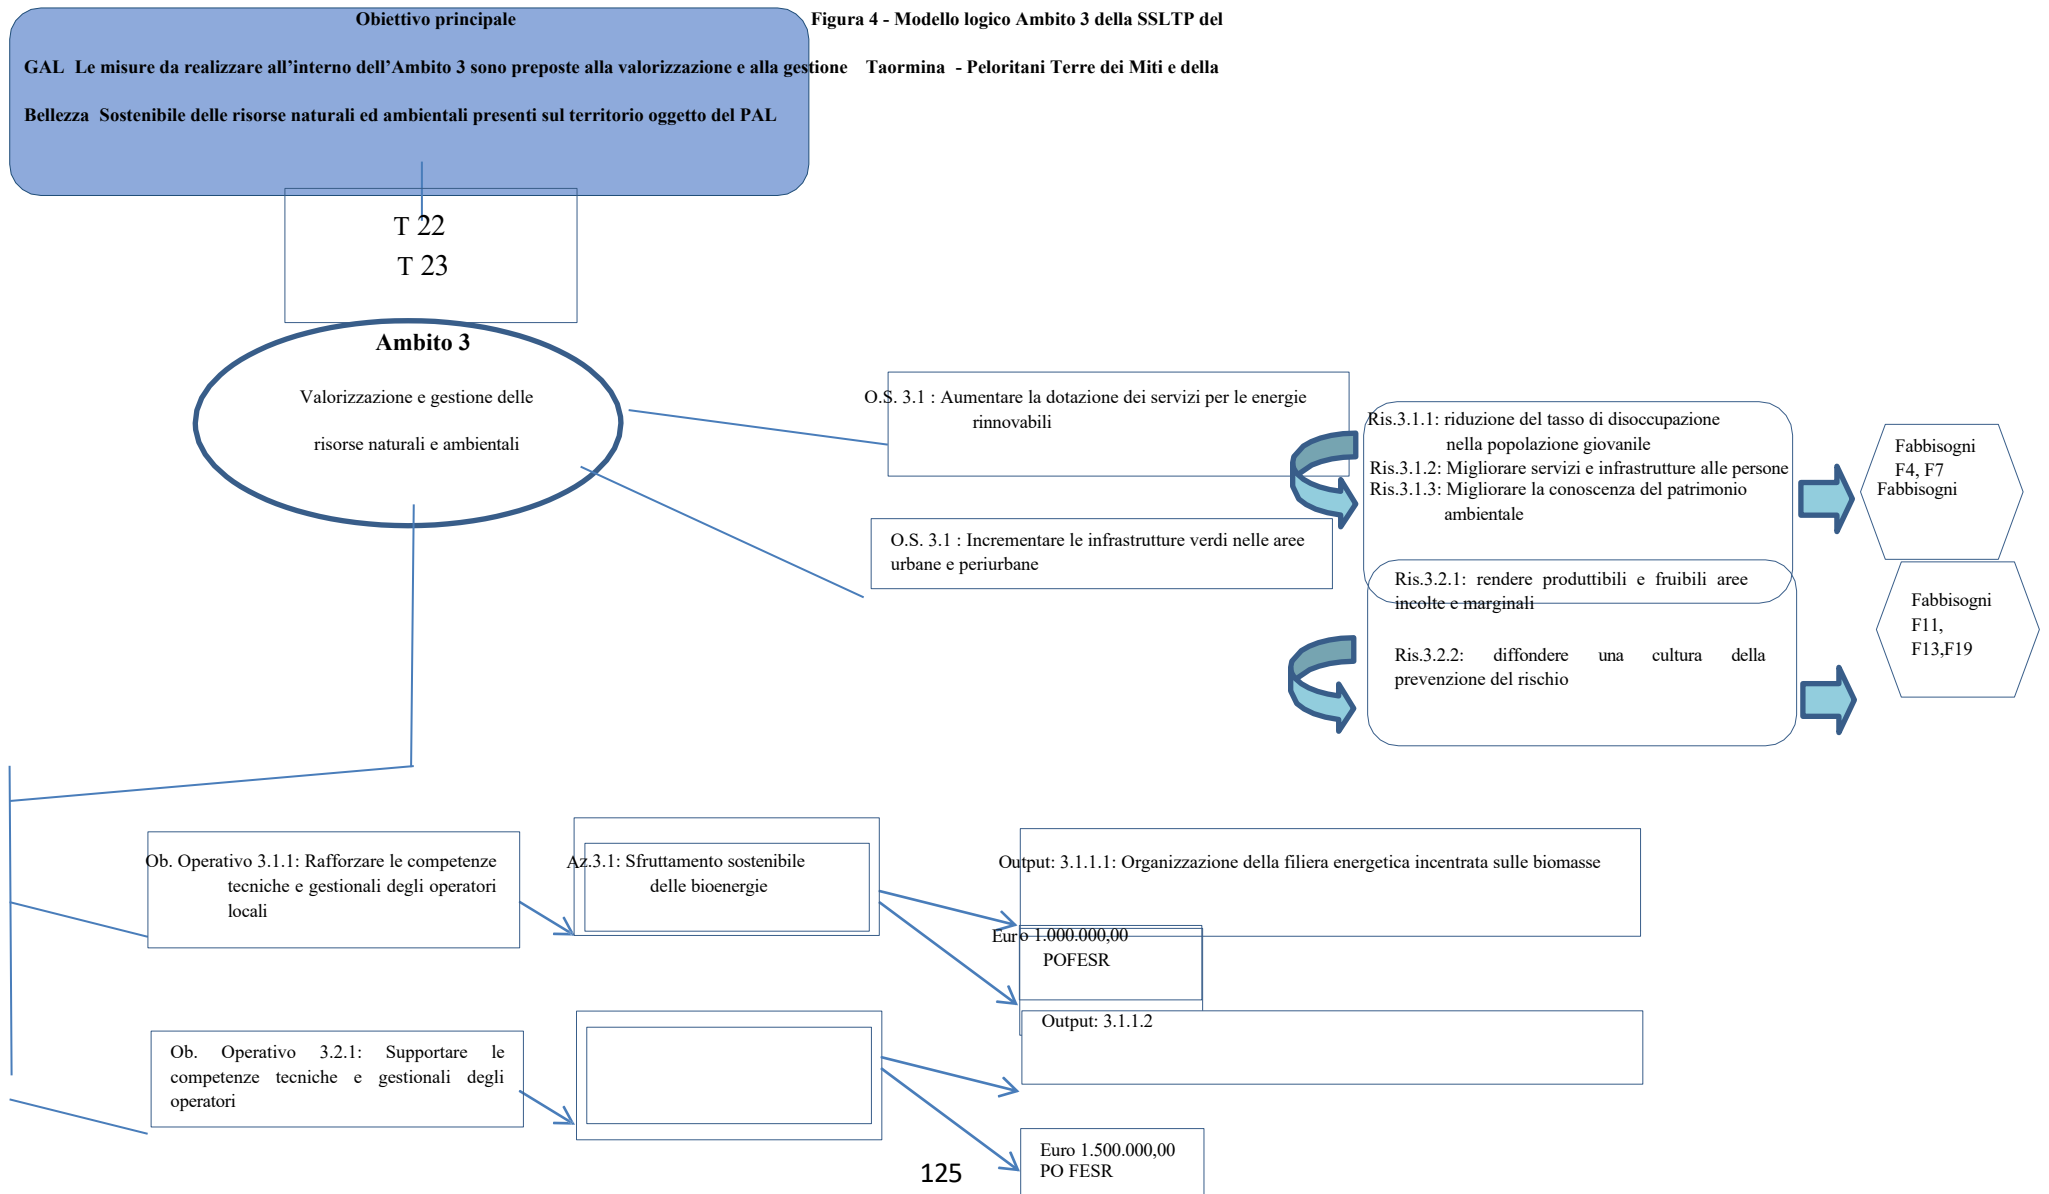 Obiettivo principale Figura 4 - Modello logico Ambito 3 della SSLTP del
GAL Le misure da realizzare all’interno dell’Ambito 3 sono preposte alla valorizzazione e alla gestione Taormina - Peloritani Terre dei Miti e della
Bellezza Sostenibile delle risorse naturali ed ambientali presenti sul territorio oggetto del PAL
T 22
T 23
Ambito 3
Valorizzazione e gestione delle
risorse naturali e ambientali
O.S. 3.1 : Aumentare la dotazione dei servizi per le energie
rinnovabili
Ris.3.1.1: riduzione del tasso di disoccupazione
nella popolazione giovanile
Ris.3.1.2: Migliorare servizi e infrastrutture alle persone
Ris.3.1.3: Migliorare la conoscenza del patrimonio
ambientale
Fabbisogni
F4, F7
Fabbisogni
O.S. 3.1 : Incrementare le infrastrutture verdi nelle aree
urbane e periurbane
Ris.3.2.1: rendere produttibili e fruibili aree
incolte e marginali
Ris.3.2.2: diffondere una cultura della
prevenzione del rischio
Fabbisogni
F11,
F13,F19
Ob. Operativo 3.1.1: Rafforzare le competenze
tecniche e gestionali degli operatori
locali
Az.3.1: Sfruttamento sostenibile
delle bioenergie
Output: 3.1.1.1: Organizzazione della filiera energetica incentrata sulle biomasse
Euro 1.000.000,00
POFESR
Output: 3.1.1.2
Ob. Operativo 3.2.1: Supportare le
competenze tecniche e gestionali degli
operatori
Euro 1.500.000,00
PO FESR
125